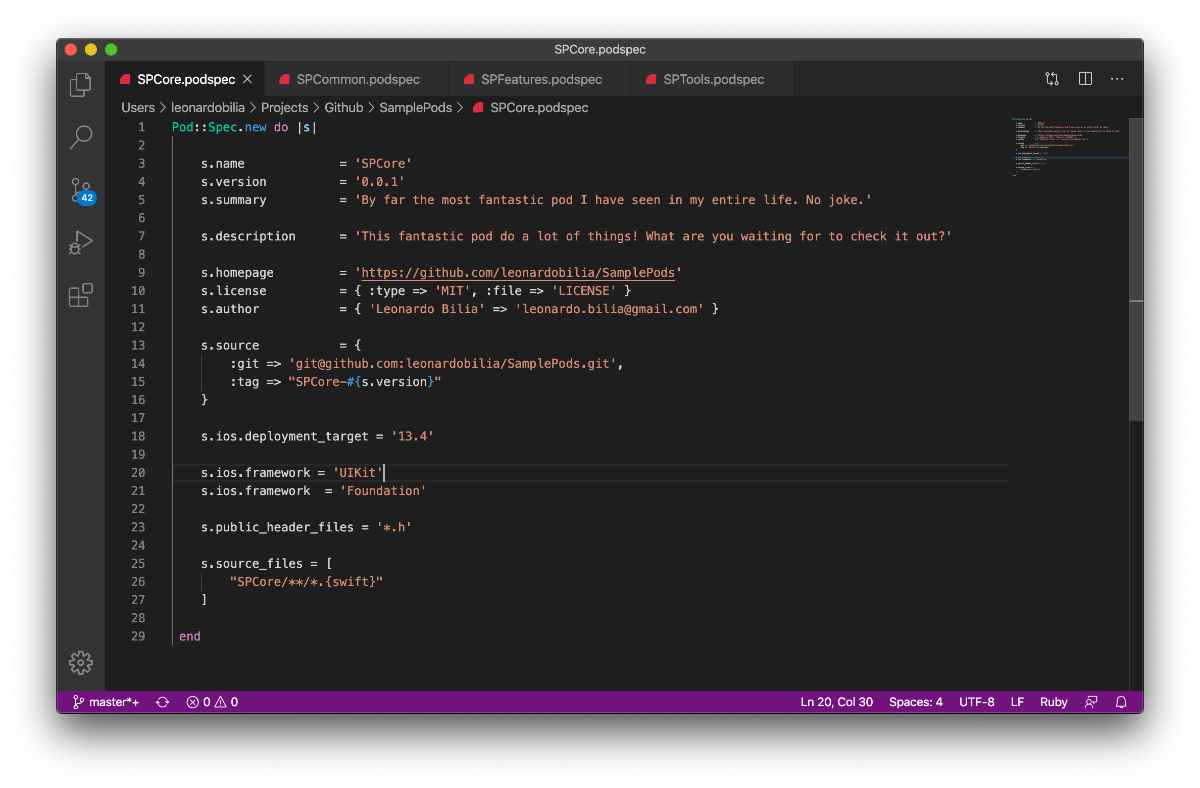 SPCore.podspec
SPCore.podspec SPCommon.podspec SPFeatures.podspec SPTools.podspec
Users > leonardobilia > Projects > Github > SamplePods > SPCore.podspec
1 Pod::Spec.new do |s|
2
3 s.name = 'SPCore'
4 s.version = '0.0.1'
5 s.summary = 'By far the most fantastic pod I have seen in my entire life. No joke.'
6
7 s.description = 'This fantastic pod do a lot of things! What are you waiting for to check it out?'
8
9 s.homepage = 'https://github.com/leonardobilia/SamplePods'
10 s.license = { :type => 'MIT', :file => 'LICENSE' }
11 s.author = { 'Leonardo Bilia' => 'leonardo.bilia@gmail.com' }
12
13 s.source = {
14 :git => 'git@github.com:leonardobilia/SamplePods.git',
15 :tag => "SPCore-#{s.version}"
16 }
17
18 s.ios.deployment_target = '13.4'
19
20 s.ios.framework = 'UIKit'
21 s.ios.framework = 'Foundation'
22
23 s.public_header_files = '*.h'
24
25 s.source_files = [
26 "SPCore/**/*.{swift}"
27 ]
28
29 end
42
master*+ 0 0 Ln 20, Col 30 Spaces: 4 UTF-8 LF Ruby